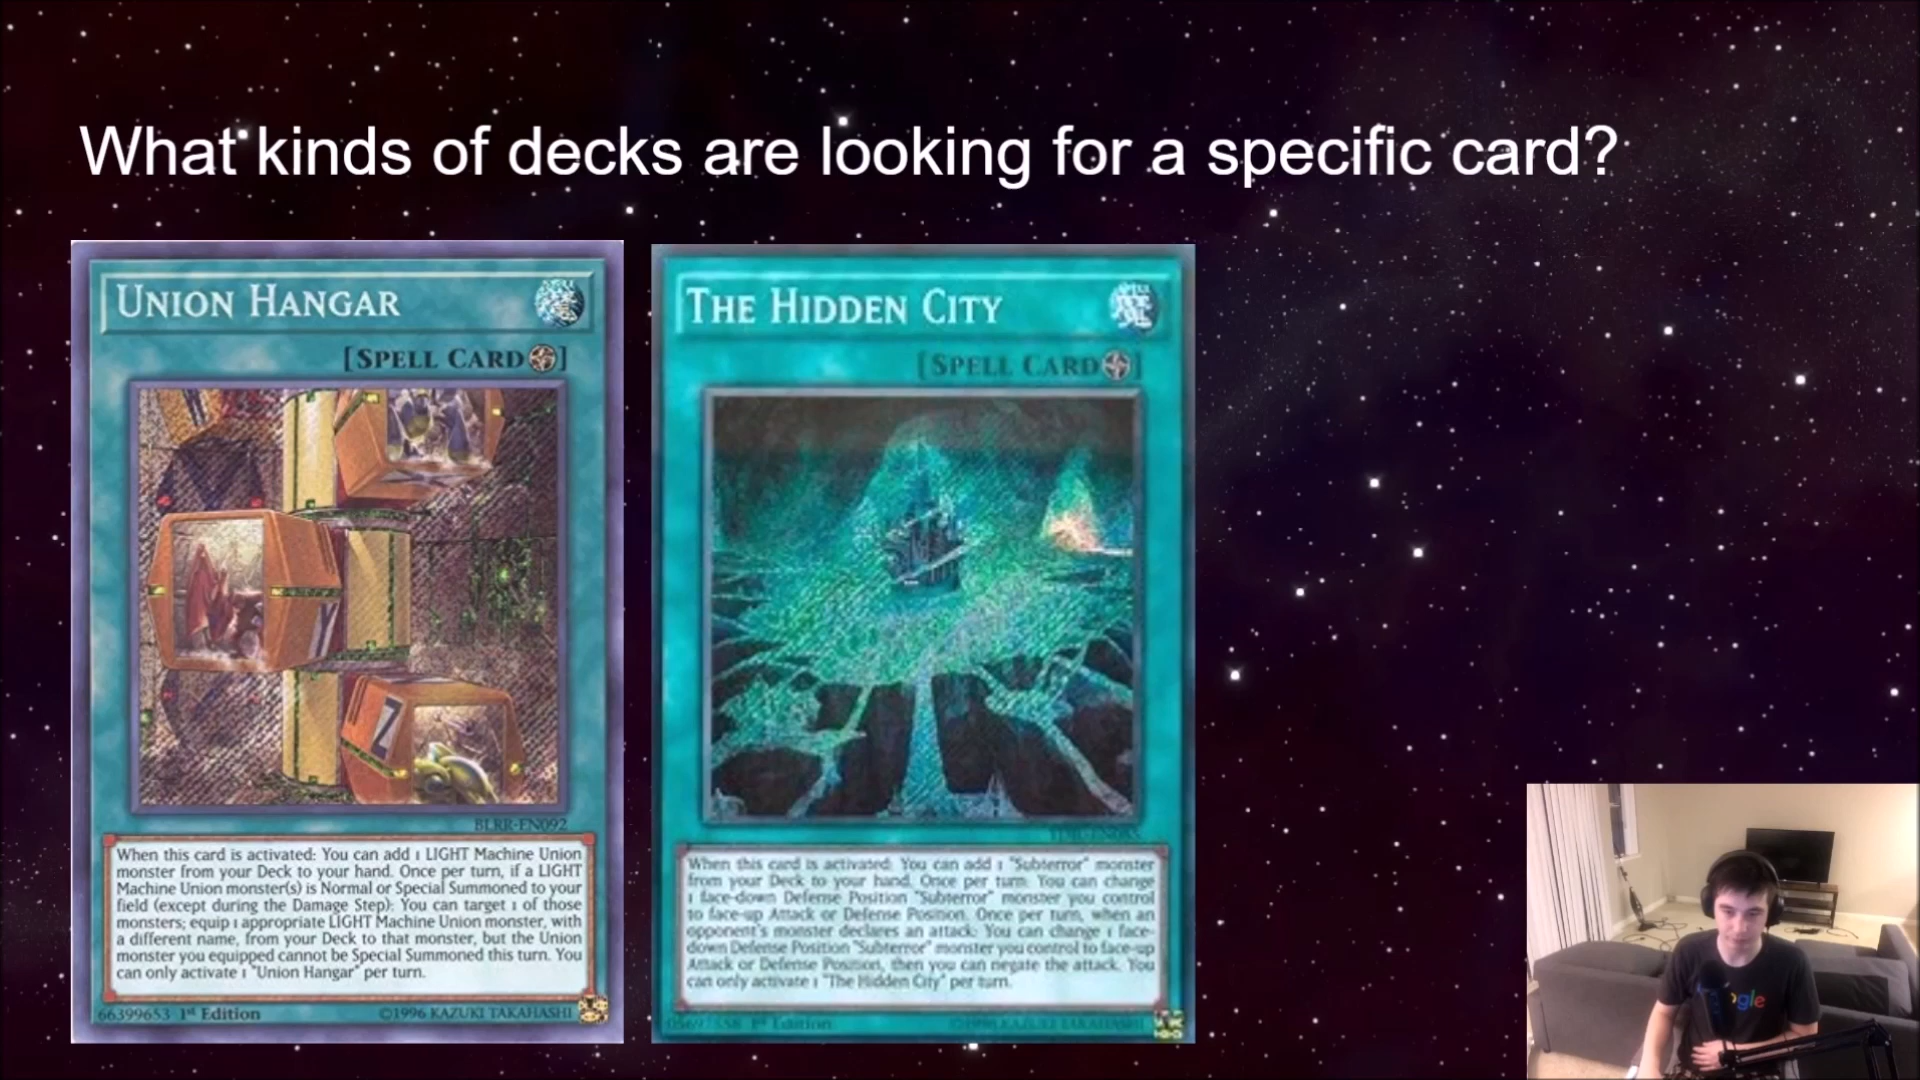 What kinds of decks are looking for a specific card?
UNION HANGAR
[SPELL CARD]
BLRR-EN092
When this card is activated: You can add 1 LIGHT Machine Union
monster from your Deck to your hand. Once per turn, if a LIGHT
Machine Union monster(s) is Normal or Special Summoned to your
field (except during the Damage Step): You can target 1 of those
monsters; equip 1 appropriate LIGHT Machine Union monster, with
a different name, from your Deck to that monster, but the Union
monster you equipped cannot be Special Summoned this turn. You
can only activate 1 "Union Hangar" per turn.
66399653 1st Edition ©1996 KAZUKI TAKAHASHI
THE HIDDEN CITY
[SPELL CARD]
When this card is activated: You can add 1 "Subterror" monster
from your Deck to your hand. Once per turn: You can change
1 face-down Defense Position "Subterror" monster you control
to face-up Attack or Defense Position. Once per turn, when an
opponent's monster declares an attack: You can change 1 face-
down Defense Position "Subterror" monster you control to face-up
Attack or Defense Position, then you can negate the attack. You
can only activate 1 "The Hidden City" per turn.
1st Edition ©1996 KAZUKI TAKAHASHI